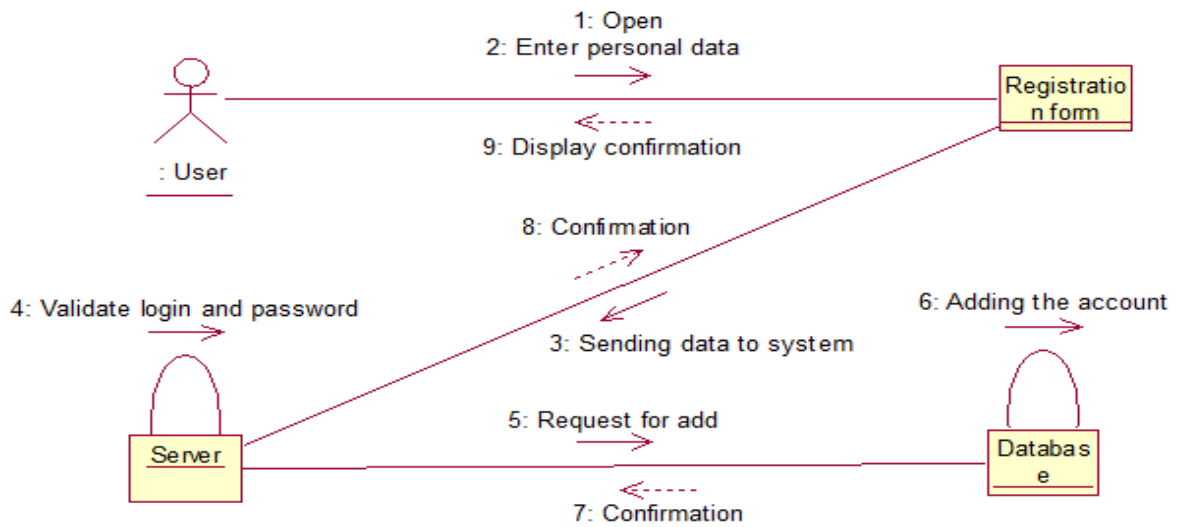 1: Open
2: Enter personal data
Registratio
n form
9: Display confirmation
: User
8: Confirmation
4: Validate login and password
6: Adding the account
3: Sending data to system
5: Request for add
Server
Databas
e
7: Confirmation